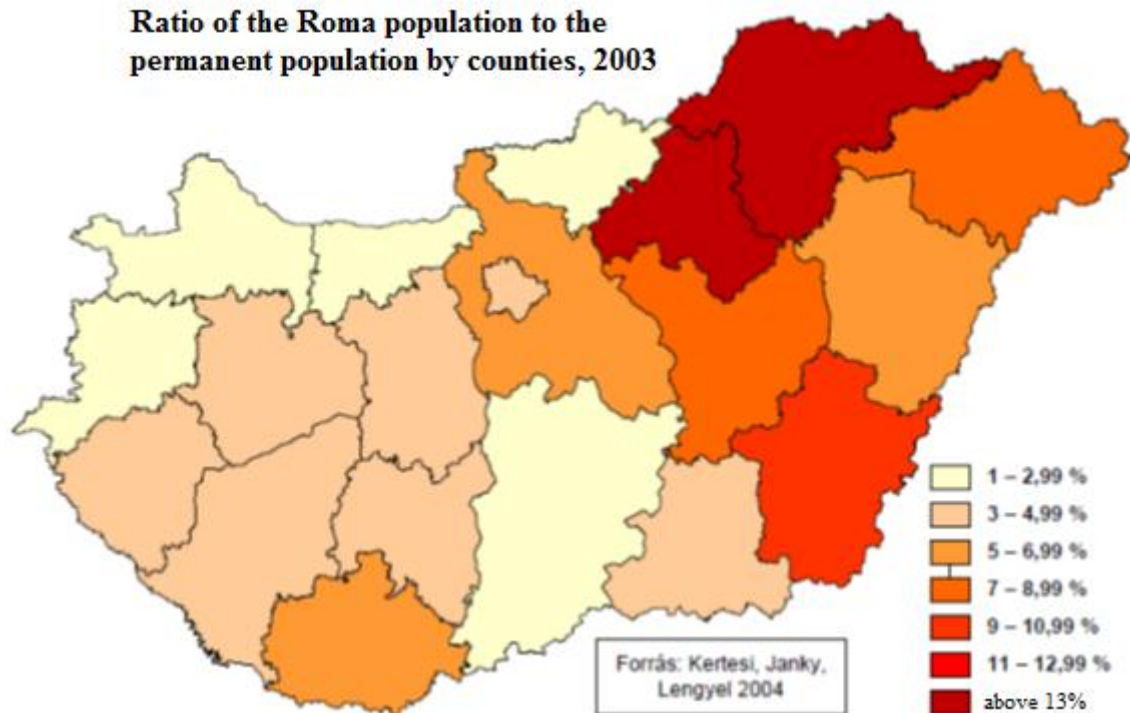 Ratio of the Roma population to the
permanent population by counties, 2003
1 – 2,99 %
3 – 4,99 %
5 – 6,99 %
7 – 8,99 %
9 – 10,99 %
11 – 12,99 %
above 13%
Forrás: Kertesi, Janky,
Lengyel 2004